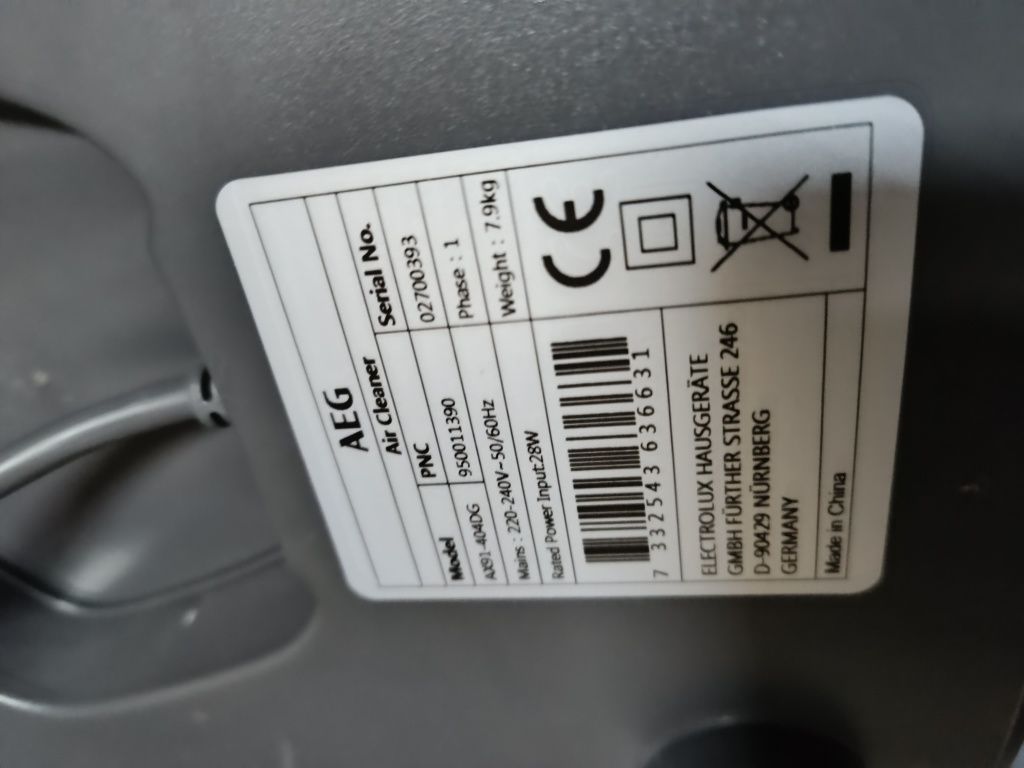 AEG
Air Cleaner
Model PNC Serial No.
AX91-404DG 950011390 02700393
Mains : 220-240V~50/60Hz Phase : 1
Rated Power Input:28W Weight : 7.9kg
7 332543 636631
CE
ELECTROLUX HAUSGERÄTE
GMBH FÜRTHER STRASSE 246
D-90429 NÜRNBERG
GERMANY
Made in China